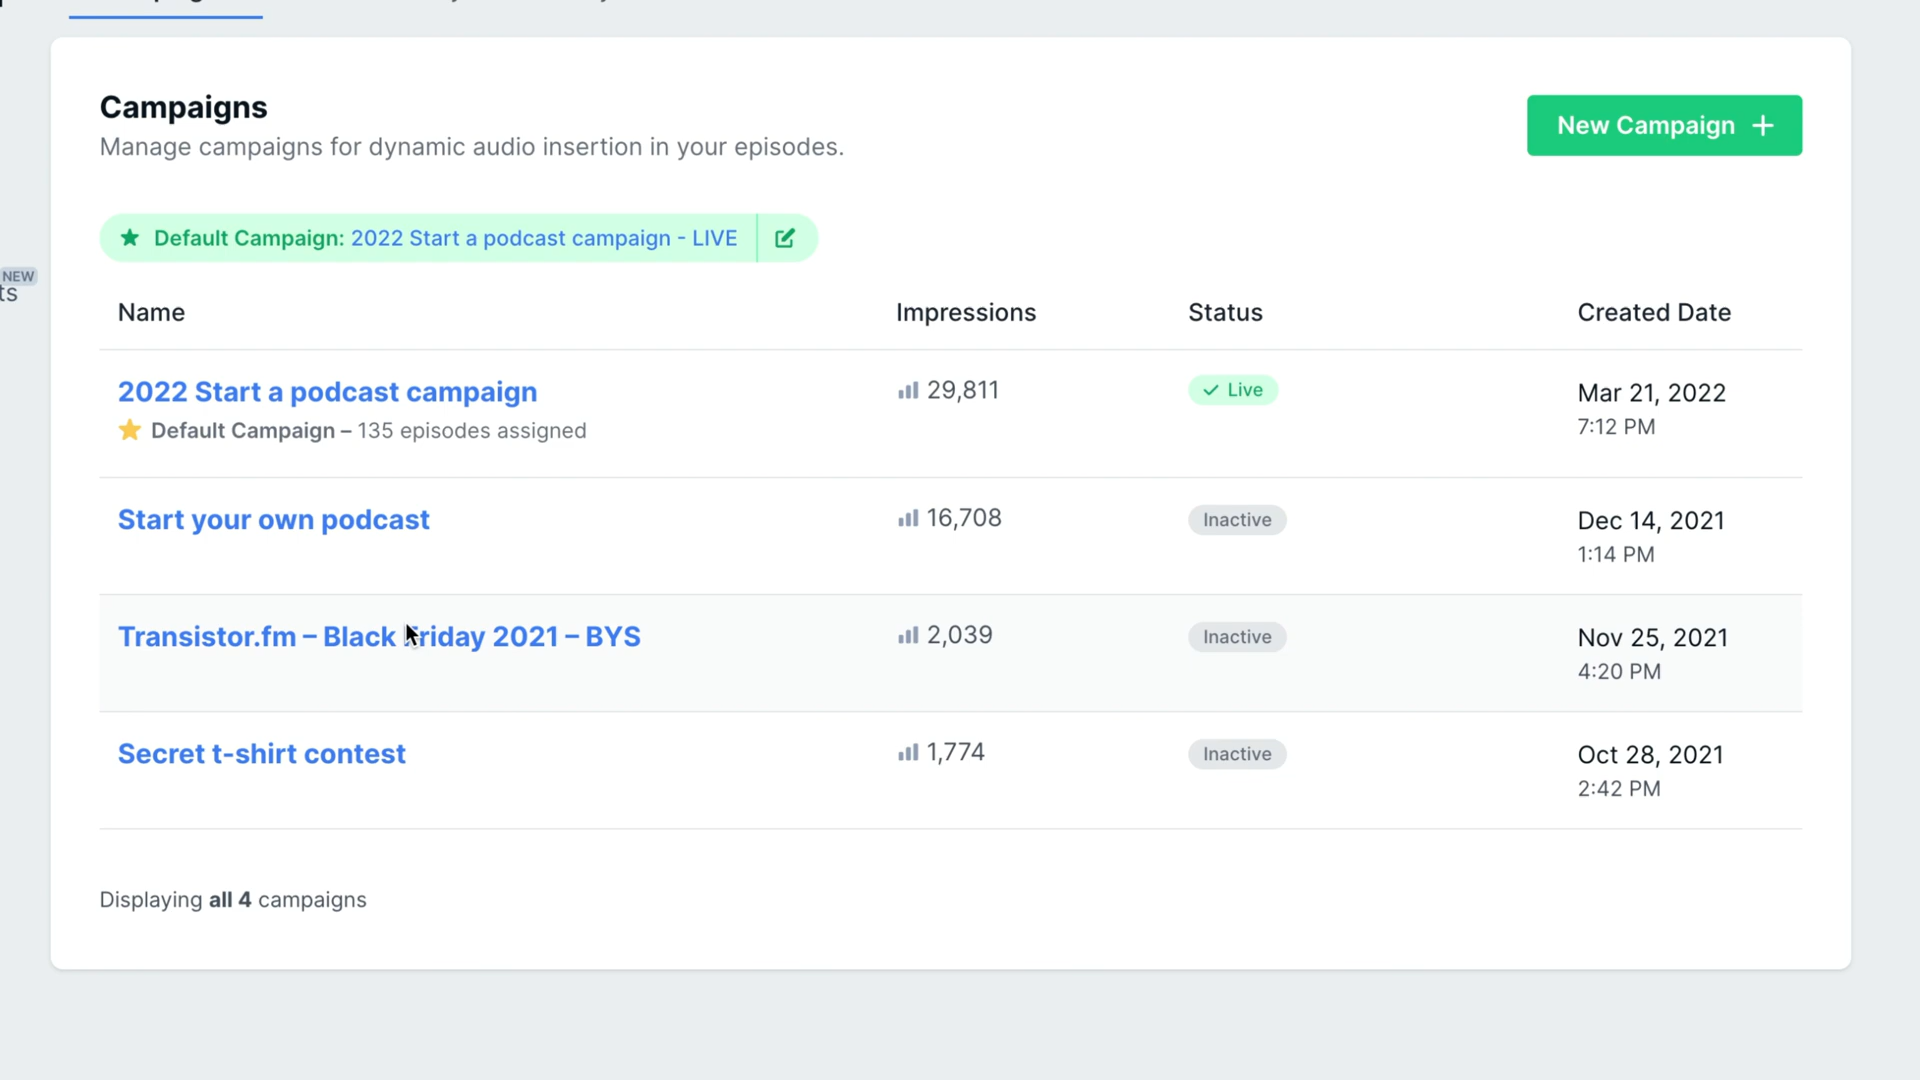 Campaigns
Manage campaigns for dynamic audio insertion in your episodes.
New Campaign +
Default Campaign: 2022 Start a podcast campaign - LIVE
NEW
ts
Name Impressions Status Created Date
2022 Start a podcast campaign 29,811 Live Mar 21, 2022
Default Campaign – 135 episodes assigned 7:12 PM
Start your own podcast 16,708 Inactive Dec 14, 2021
1:14 PM
Transistor.fm – Black Friday 2021 – BYS 2,039 Inactive Nov 25, 2021
4:20 PM
Secret t-shirt contest 1,774 Inactive Oct 28, 2021
2:42 PM
Displaying all 4 campaigns